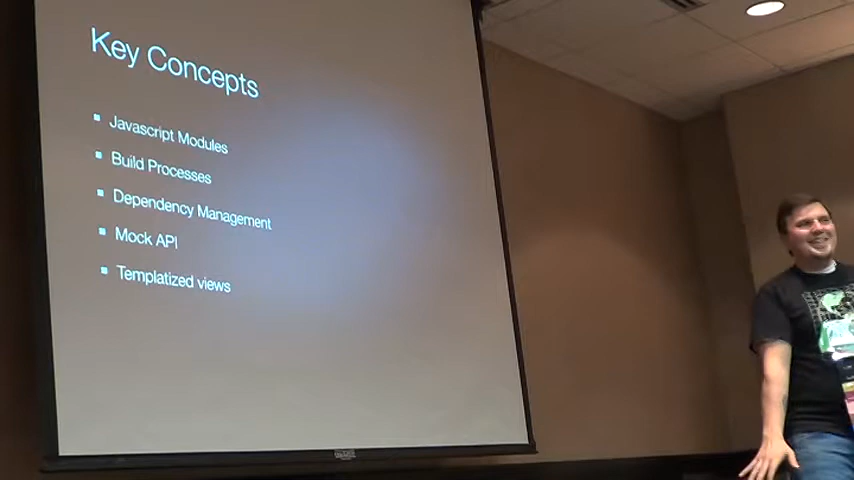 Key Concepts
Javascript Modules
Build Processes
Dependency Management
Mock API
Templatized views